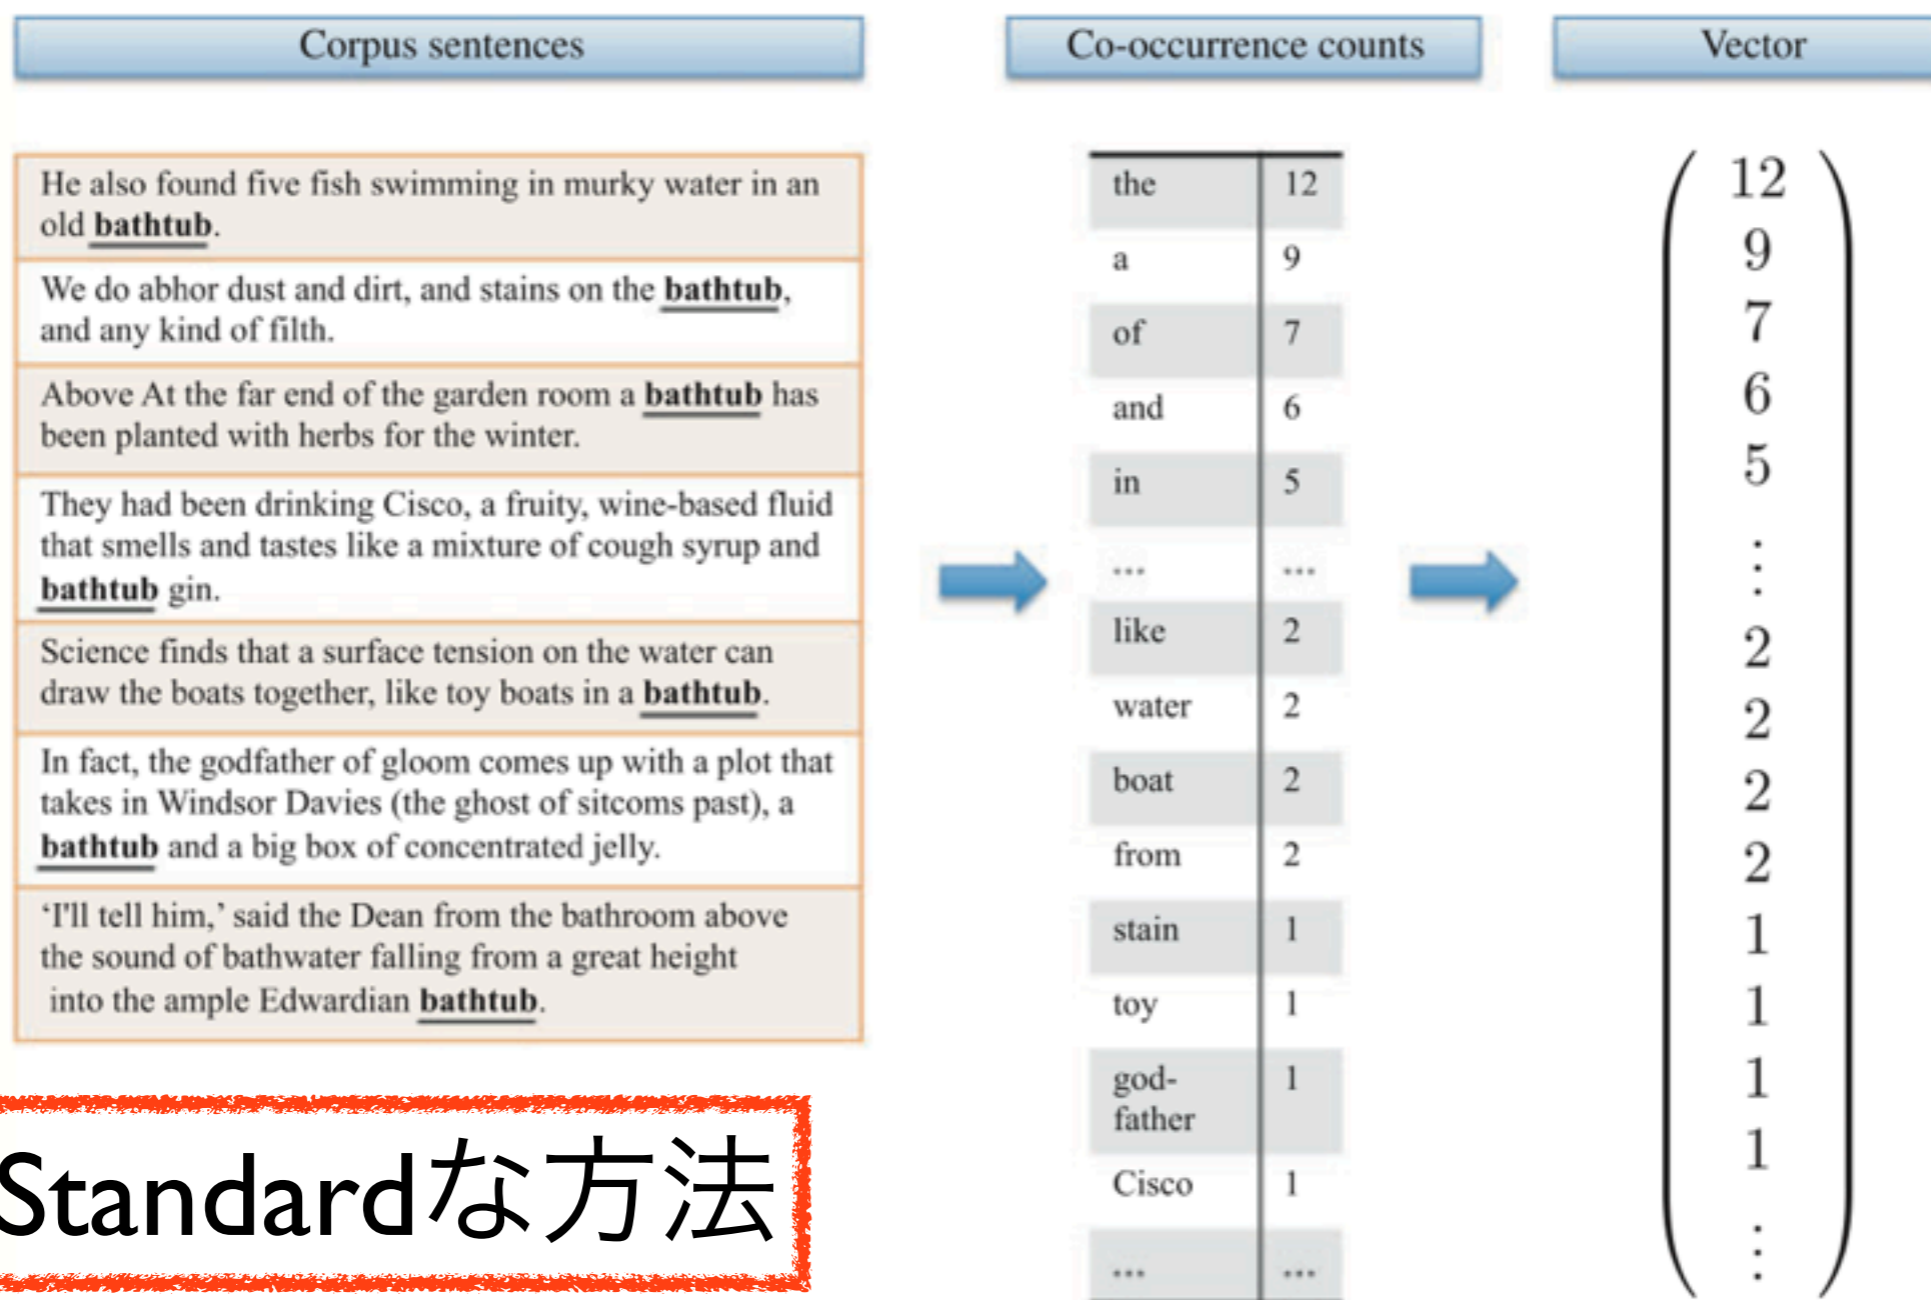 Corpus sentences
He also found five fish swimming in murky water in an
old bathtub.
We do abhor dust and dirt, and stains on the bathtub,
and any kind of filth.
Above At the far end of the garden room a bathtub has
been planted with herbs for the winter.
They had been drinking Cisco, a fruity, wine-based fluid
that smells and tastes like a mixture of cough syrup and
bathtub gin.
Science finds that a surface tension on the water can
draw the boats together, like toy boats in a bathtub.
In fact, the godfather of gloom comes up with a plot that
takes in Windsor Davies (the ghost of sitcoms past), a
bathtub and a big box of concentrated jelly.
‘I'll tell him,’ said the Dean from the bathroom above
the sound of bathwater falling from a great height
into the ample Edwardian bathtub.
Standardな方法
Co-occurrence counts
the 12
a 9
of 7
and 6
in 5
... ...
like 2
water 2
boat 2
from 2
stain 1
toy 1
god- 1
father
Cisco 1
... ...
Vector
12
9
7
6
5
⋮
2
2
2
2
1
1
1
1
⋮